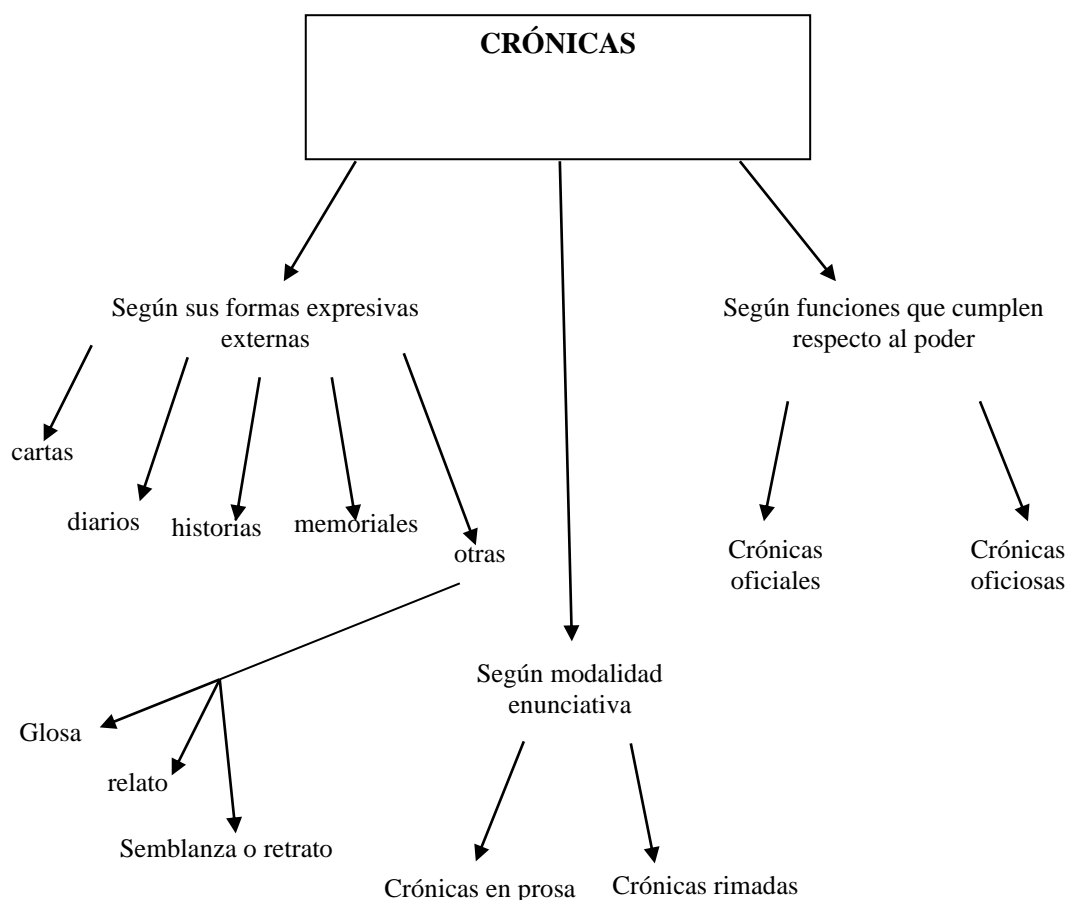 CRÓNICAS
Según sus formas expresivas
externas
Según funciones que cumplen
respecto al poder
cartas
diarios
historias
memoriales
otras
Crónicas
oficiales
Crónicas
oficiosas
Según modalidad
enunciativa
Glosa
relato
Semblanza o retrato
Crónicas en prosa
Crónicas rimadas